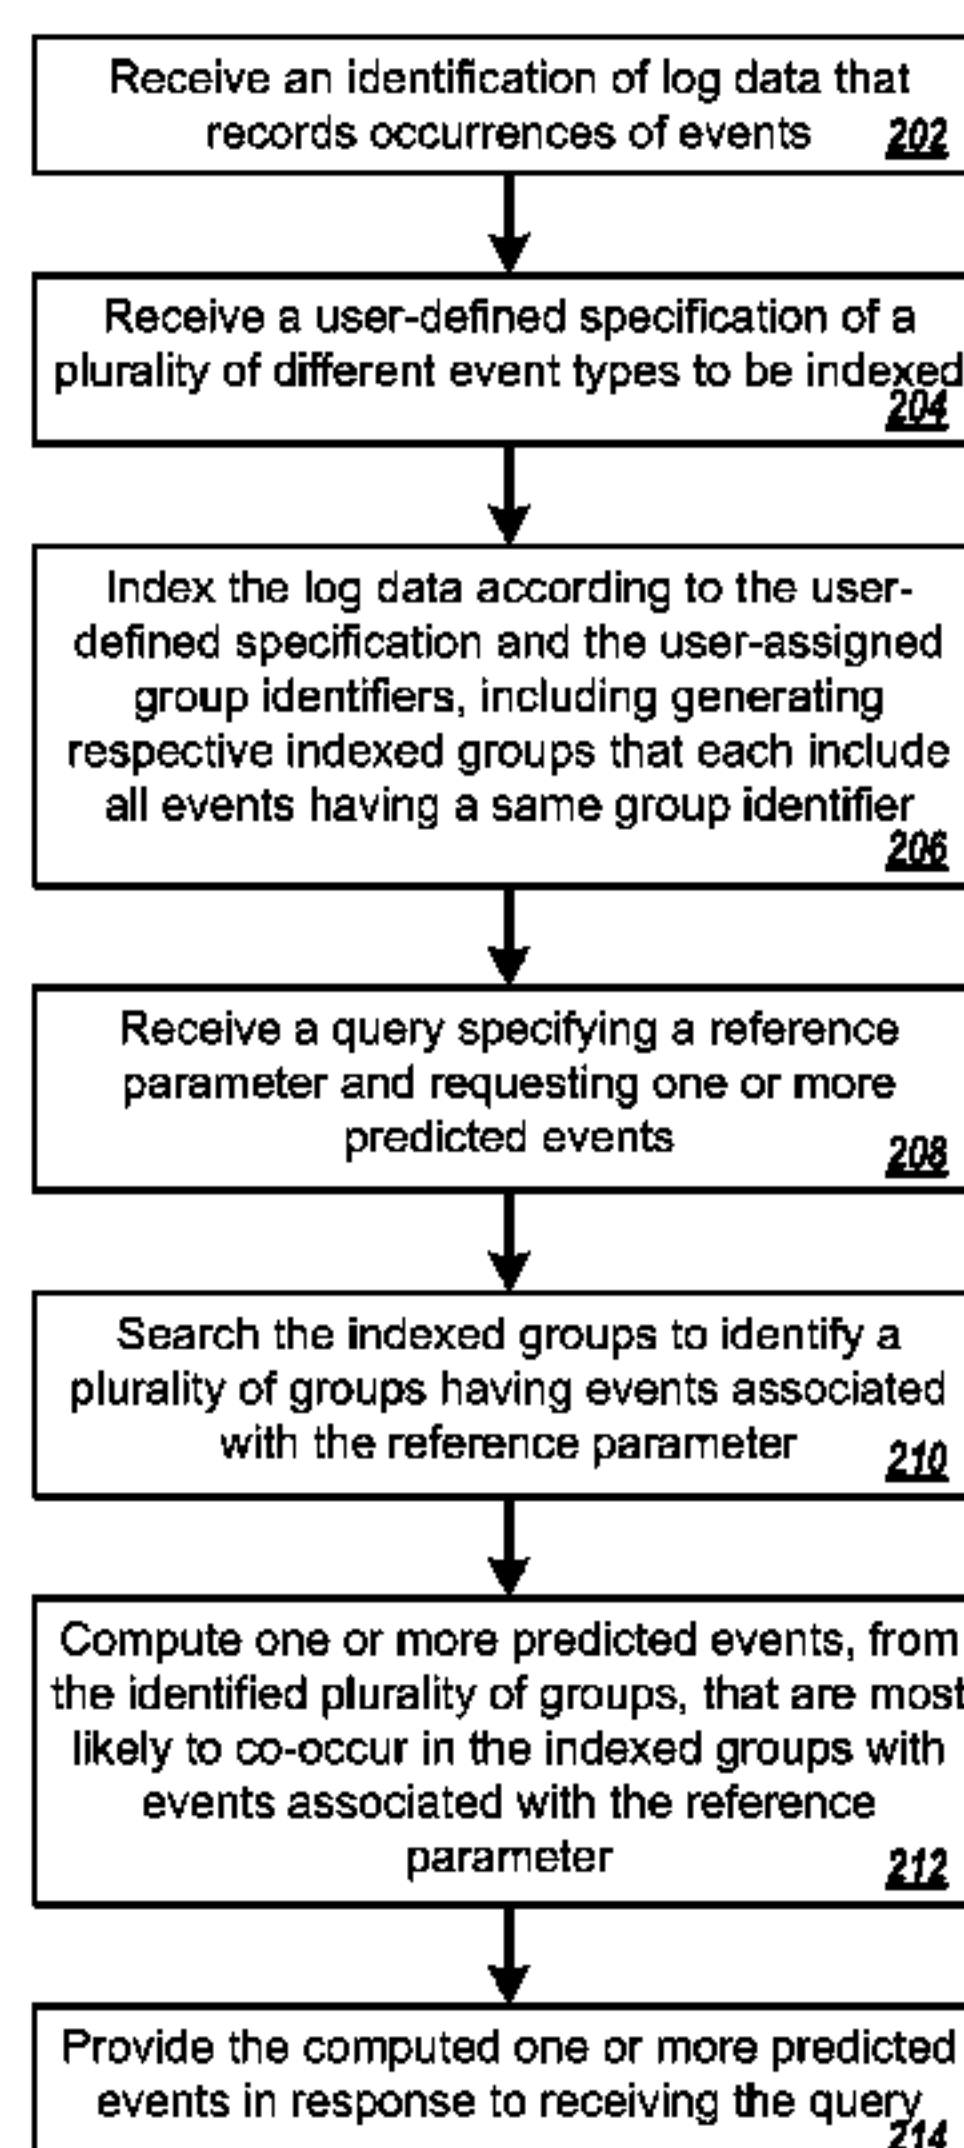 Receive an identification of log data that
records occurrences of events
202
Receive a user-defined specification of a
plurality of different event types to be indexed
204
Index the log data according to the user-
defined specification and the user-assigned
group identifiers, including generating
respective indexed groups that each include
all events having a same group identifier
206
Receive a query specifying a reference
parameter and requesting one or more
predicted events
208
Search the indexed groups to identify a
plurality of groups having events associated
with the reference parameter
210
Compute one or more predicted events, from
the identified plurality of groups, that are most
likely to co-occur in the indexed groups with
events associated with the reference
parameter
212
Provide the computed one or more predicted
events in response to receiving the query
214